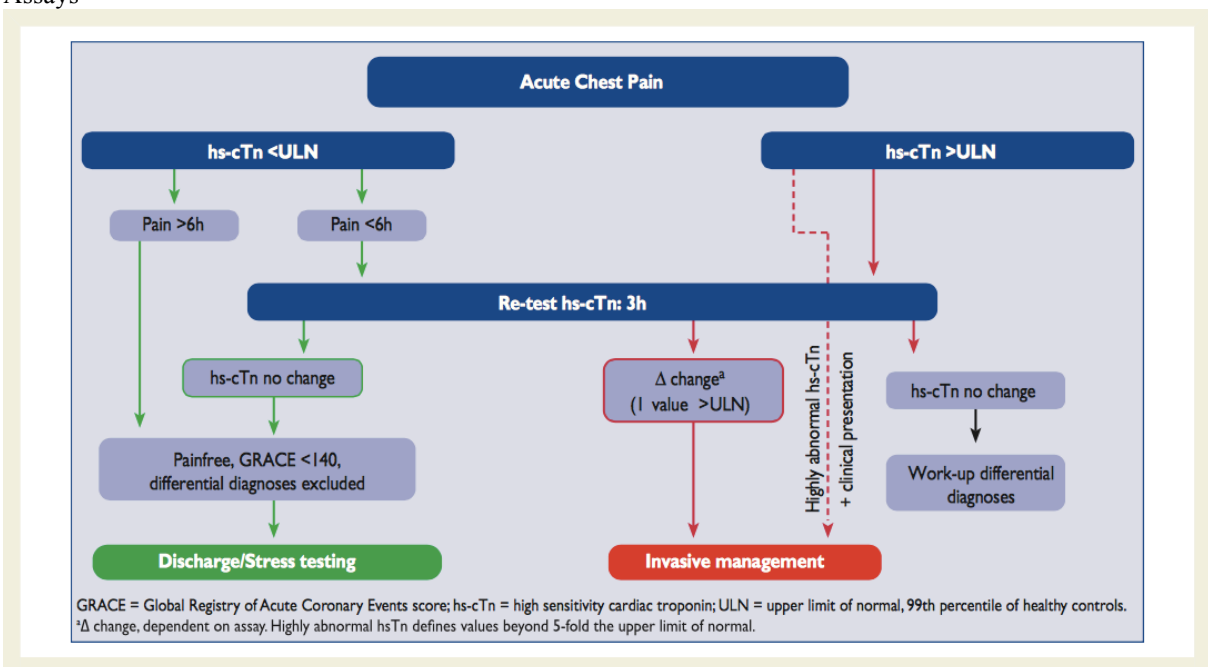 Assays
Acute Chest Pain
hs-cTn <ULN
hs-cTn >ULN
Pain >6h
Pain <6h
Re-test hs-cTn: 3h
hs-cTn no change
Δ changeᵃ
(1 value >ULN)
Highly abnormal hs-cTn
+ clinical presentation
hs-cTn no change
Painfree, GRACE <140,
differential diagnoses excluded
Work-up differential
diagnoses
Discharge/Stress testing
Invasive management
GRACE = Global Registry of Acute Coronary Events score; hs-cTn = high sensitivity cardiac troponin; ULN = upper limit of normal, 99th percentile of healthy controls.
ᵃΔ change, dependent on assay. Highly abnormal hsTn defines values beyond 5-fold the upper limit of normal.